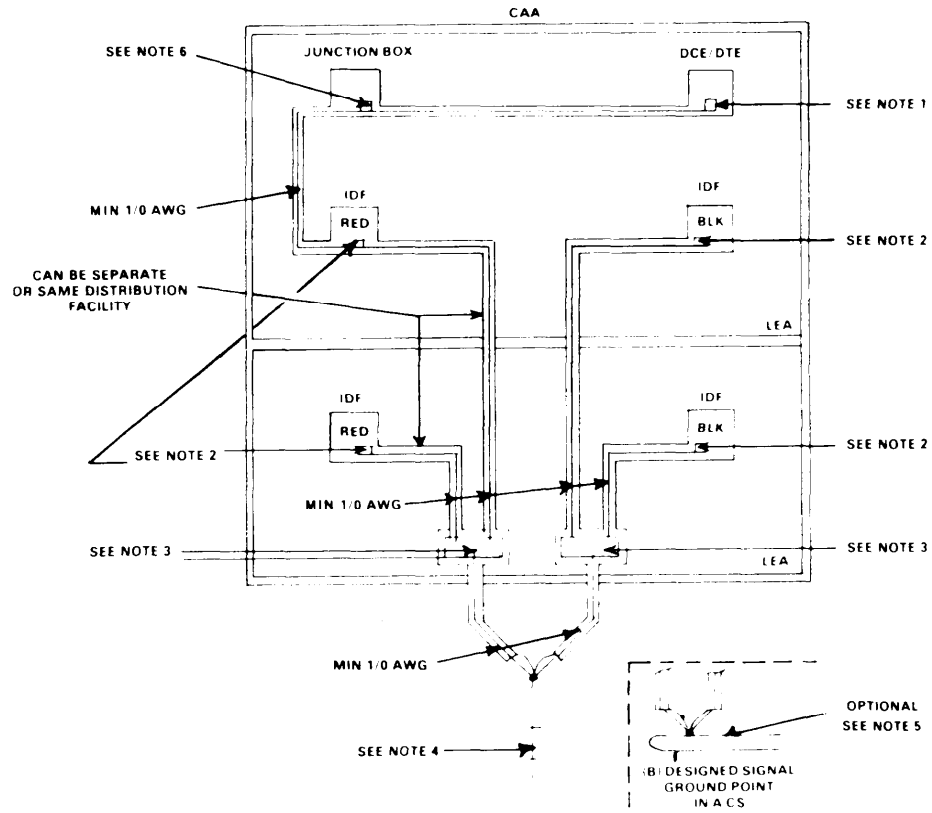 CAA
SEE NOTE 6
JUNCTION BOX
DCE/DTE
SEE NOTE 1
MIN 1/0 AWG
IDF
RED
IDF
BLK
SEE NOTE 2
CAN BE SEPARATE
OR SAME DISTRIBUTION
FACILITY
LEA
IDF
RED
IDF
BLK
SEE NOTE 2
SEE NOTE 2
MIN 1/0 AWG
SEE NOTE 3
SEE NOTE 3
LEA
MIN 1/0 AWG
OPTIONAL
SEE NOTE 5
SEE NOTE 4
(B) DESIGNED SIGNAL
GROUND POINT
IN A CS